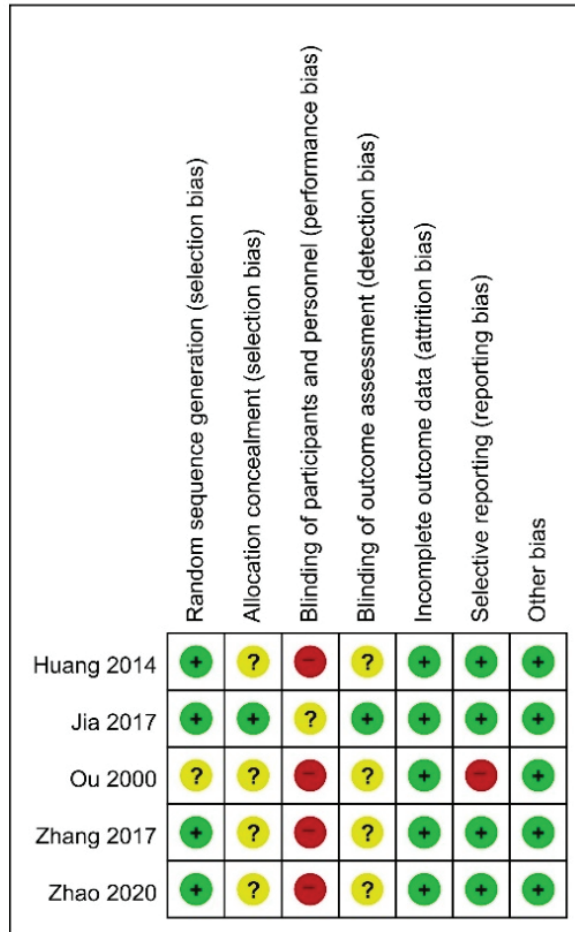 Random sequence generation (selection bias)
Allocation concealment (selection bias)
Blinding of participants and personnel (performance bias)
Blinding of outcome assessment (detection bias)
Incomplete outcome data (attrition bias)
Selective reporting (reporting bias)
Other bias
Huang 2014 + ? - ? + + +
Jia 2017 + + ? + + + +
Ou 2000 ? ? - ? + - +
Zhang 2017 + ? - ? + + +
Zhao 2020 + ? - ? + + +